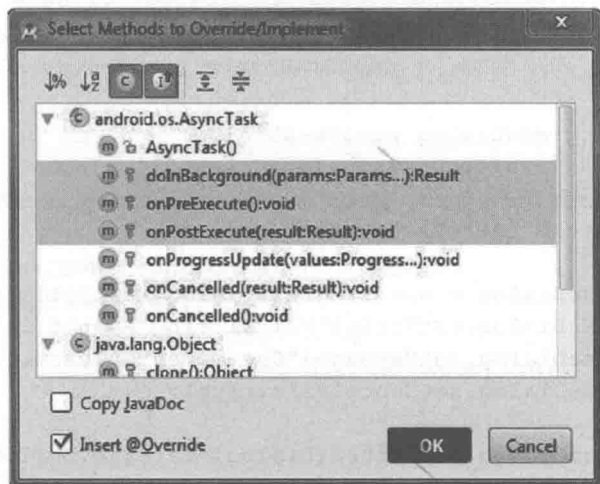 Select Methods to Override/Implement
android.os.AsyncTask
AsyncTask()
doInBackground(params:Params...):Result
onPreExecute():void
onPostExecute(result:Result):void
onProgressUpdate(values:Progress...):void
onCancelled(result:Result):void
onCancelled():void
java.lang.Object
clone():Object
Copy JavaDoc
Insert @Override
OK
Cancel